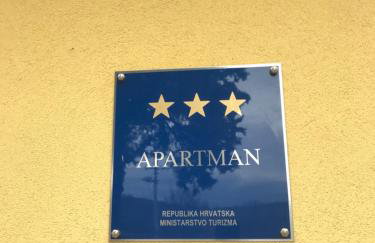 APARTMAN
REPUBLIKA HRVATSKA
MINISTARSTVO TURIZMA